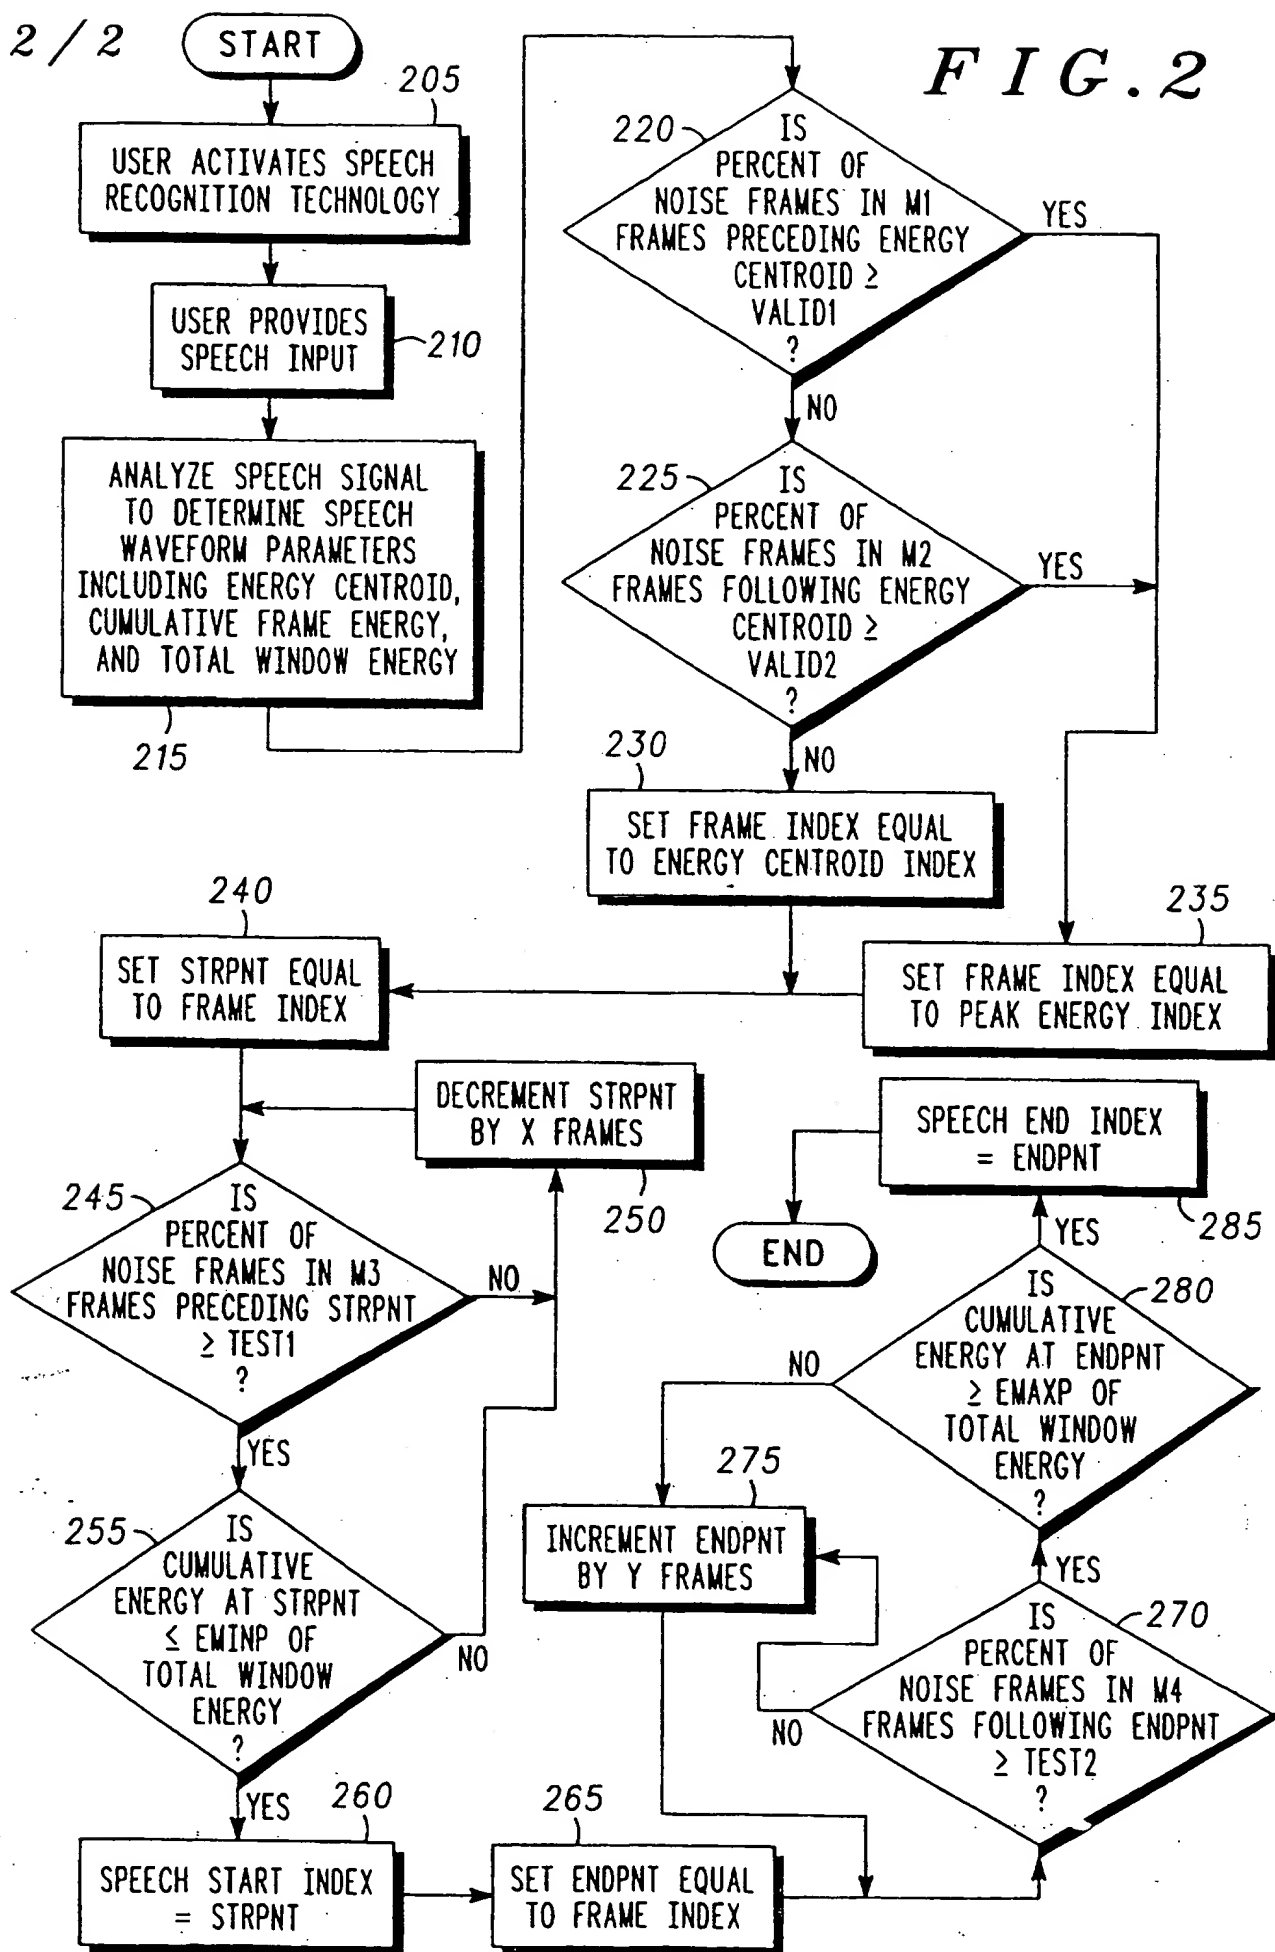 2/2
START
FIG.2
205
USER ACTIVATES SPEECH
RECOGNITION TECHNOLOGY
210
USER PROVIDES
SPEECH INPUT
ANALYZE SPEECH SIGNAL
TO DETERMINE SPEECH
WAVEFORM PARAMETERS
INCLUDING ENERGY CENTROID,
CUMULATIVE FRAME ENERGY,
AND TOTAL WINDOW ENERGY
215
220
IS
PERCENT OF
NOISE FRAMES IN M1
FRAMES PRECEDING ENERGY
CENTROID ≥
VALID1
?
YES
NO
225
IS
PERCENT OF
NOISE FRAMES IN M2
FRAMES FOLLOWING ENERGY
CENTROID ≥
VALID2
?
YES
NO
230
SET FRAME INDEX EQUAL
TO ENERGY CENTROID INDEX
235
SET FRAME INDEX EQUAL
TO PEAK ENERGY INDEX
240
SET STRPNT EQUAL
TO FRAME INDEX
DECREMENT STRPNT
BY X FRAMES
250
245
IS
PERCENT OF
NOISE FRAMES IN M3
FRAMES PRECEDING STRPNT
≥ TEST1
?
NO
YES
255
IS
CUMULATIVE
ENERGY AT STRPNT
≤ EMINP OF
TOTAL WINDOW
ENERGY
?
NO
YES
260
SPEECH START INDEX
= STRPNT
265
SET ENDPNT EQUAL
TO FRAME INDEX
270
IS
PERCENT OF
NOISE FRAMES IN M4
FRAMES FOLLOWING ENDPNT
≥ TEST2
?
NO
YES
275
INCREMENT ENDPNT
BY Y FRAMES
280
IS
CUMULATIVE
ENERGY AT ENDPNT
≥ EMAXP OF
TOTAL WINDOW
ENERGY
?
NO
YES
SPEECH END INDEX
= ENDPNT
285
END